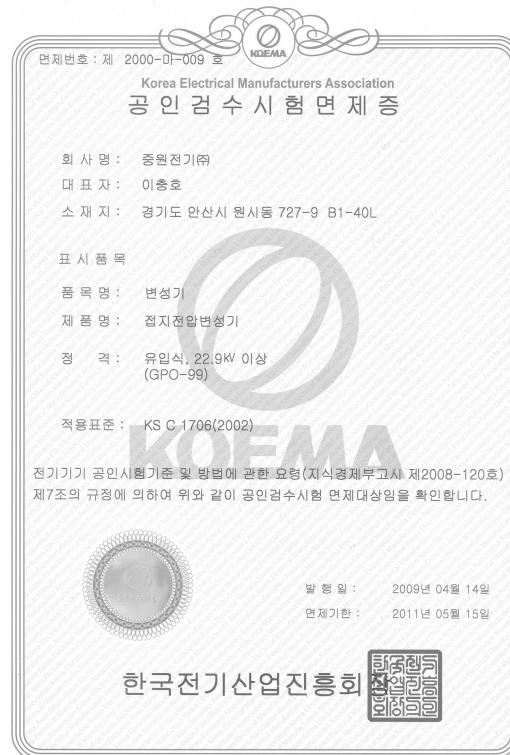 KOEMA
면제번호 : 제 2000-마-009 호
Korea Electrical Manufacturers Association
공인검수시험면제증
회 사 명 : 중원전기㈜
대 표 자 : 이충호
소 재 지 : 경기도 안산시 원시동 727-9 B1-40L
표 시 품 목
품 목 명 : 변성기
제 품 명 : 접지전압변성기
정 격 : 유입식, 22.9kV 이상
(GPO-99)
적용표준 : KS C 1706(2002)
KOEMA
전기기기 공인시험기준 및 방법에 관한 요령(지식경제부고시 제2008-120호)
제7조의 규정에 의하여 위와 같이 공인검수시험 면제대상임을 확인합니다.
발 행 일 : 2009년 04월 14일
면제기한 : 2011년 05월 15일
한국전기산업진흥회장